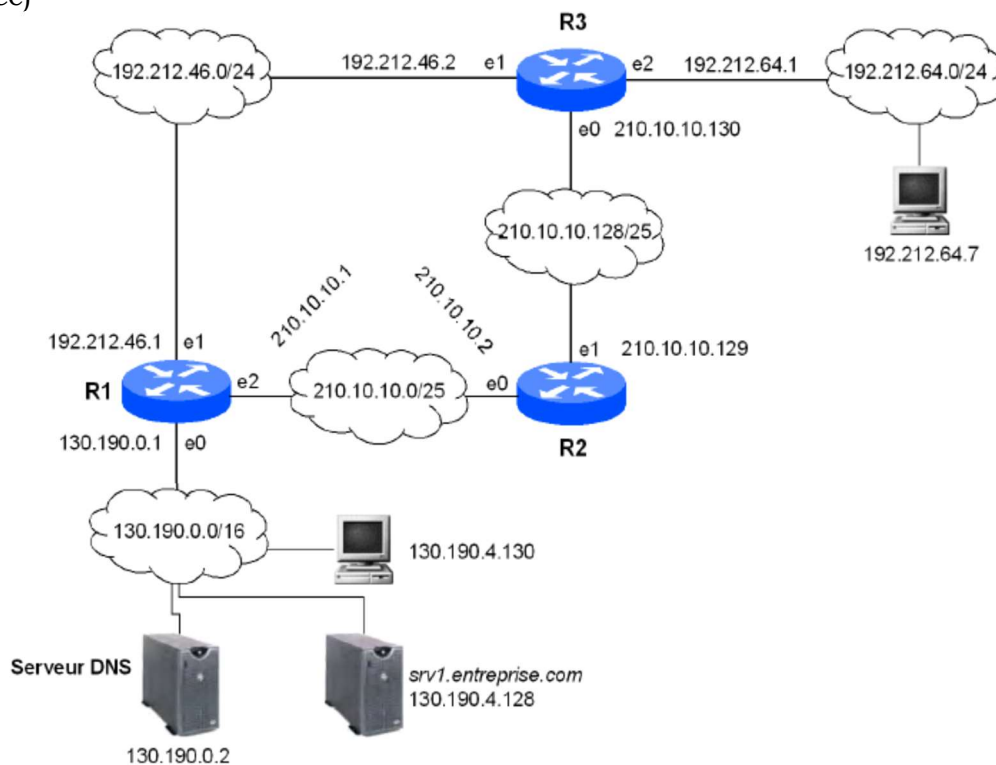 R3
192.212.46.0/24
192.212.46.2
e1
e2
192.212.64.1
192.212.64.0/24
e0
210.10.10.130
210.10.10.128/25
192.212.64.7
210.10.10.1
210.10.10.2
192.212.46.1
e1
e1
210.10.10.129
R1
e2
210.10.10.0/25
e0
R2
130.190.0.1
e0
130.190.0.0/16
130.190.4.130
Serveur DNS
srv1.entreprise.com
130.190.4.128
130.190.0.2